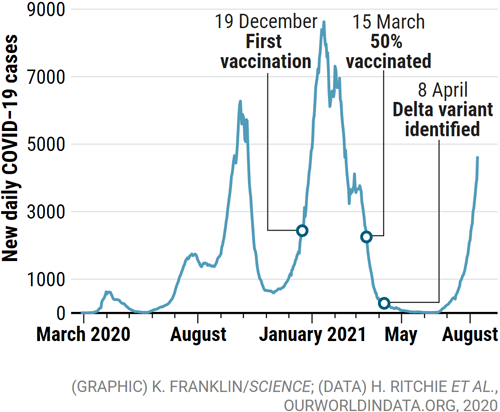 New daily COVID–19 cases
9000
7000
5000
3000
1000
0
19 December
First
vaccination
15 March
50%
vaccinated
8 April
Delta variant
identified
March 2020
August
January 2021
May
August
(GRAPHIC) K. FRANKLIN/SCIENCE; (DATA) H. RITCHIE ET AL.,
OURWORLDINDATA.ORG, 2020